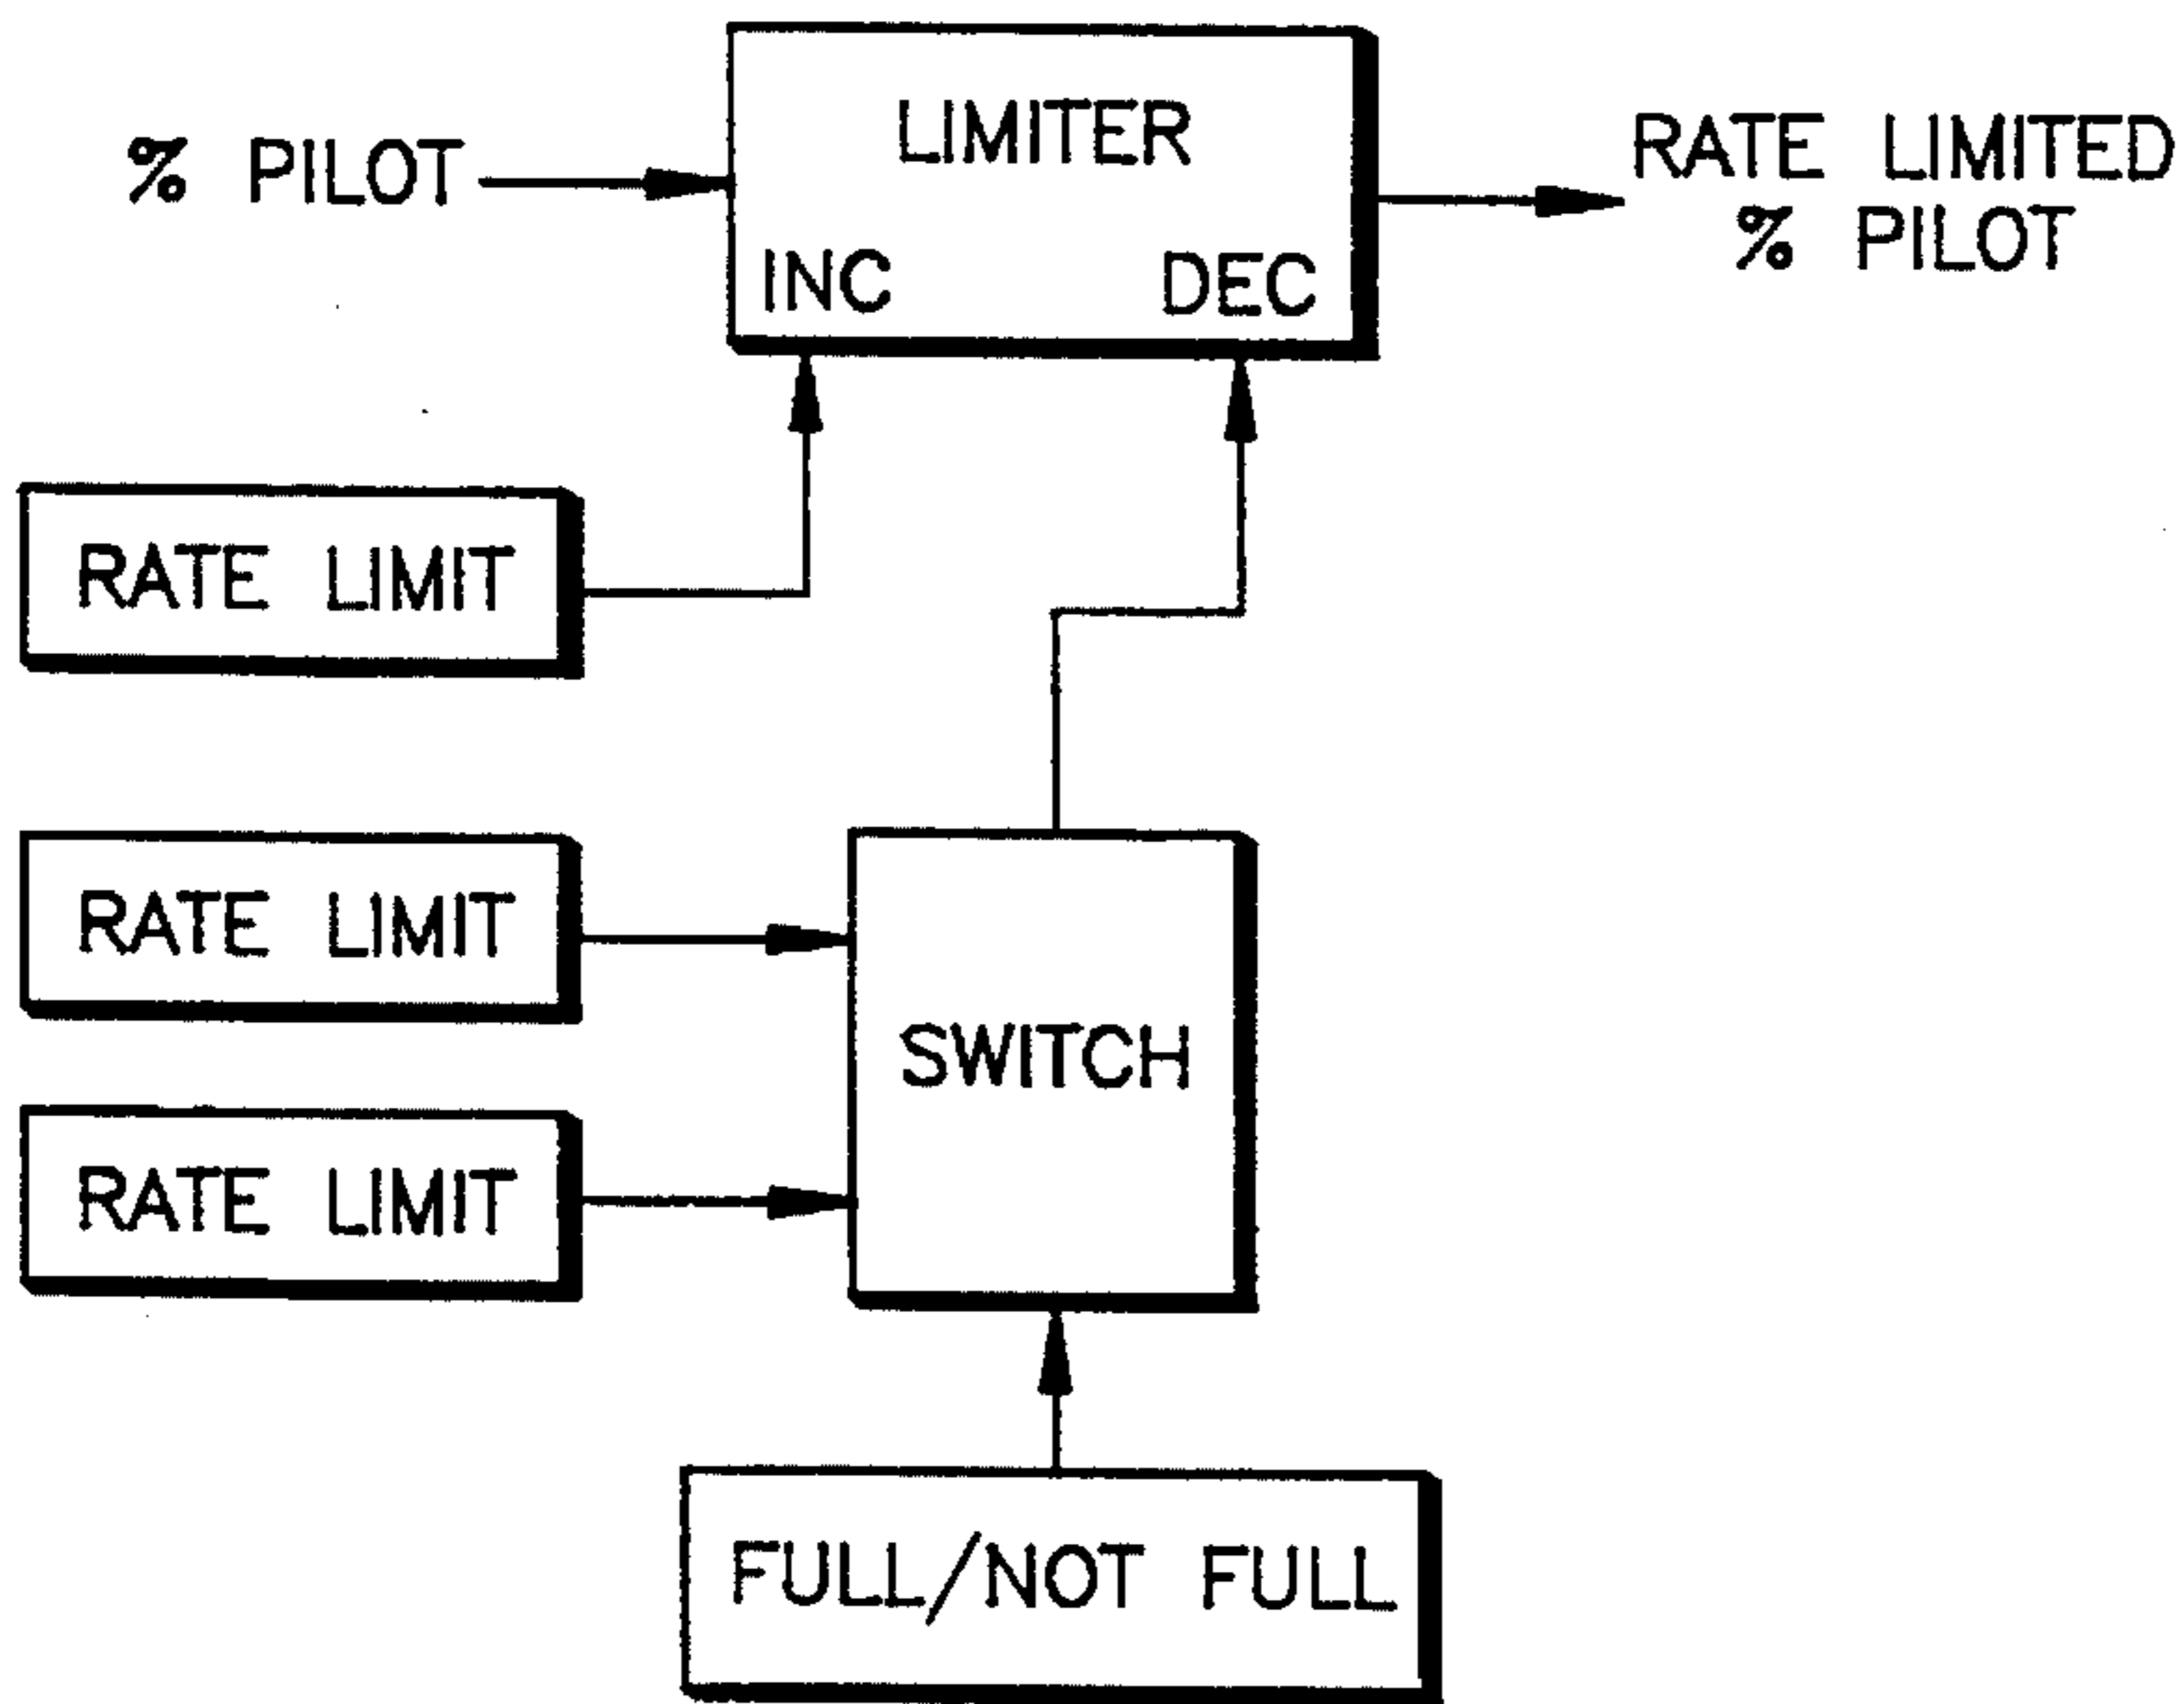 LIMITER
% PILOT
RATE LIMITED
% PILOT
INC
DEC
RATE LIMIT
RATE LIMIT
SWITCH
RATE LIMIT
FULL/NOT FULL